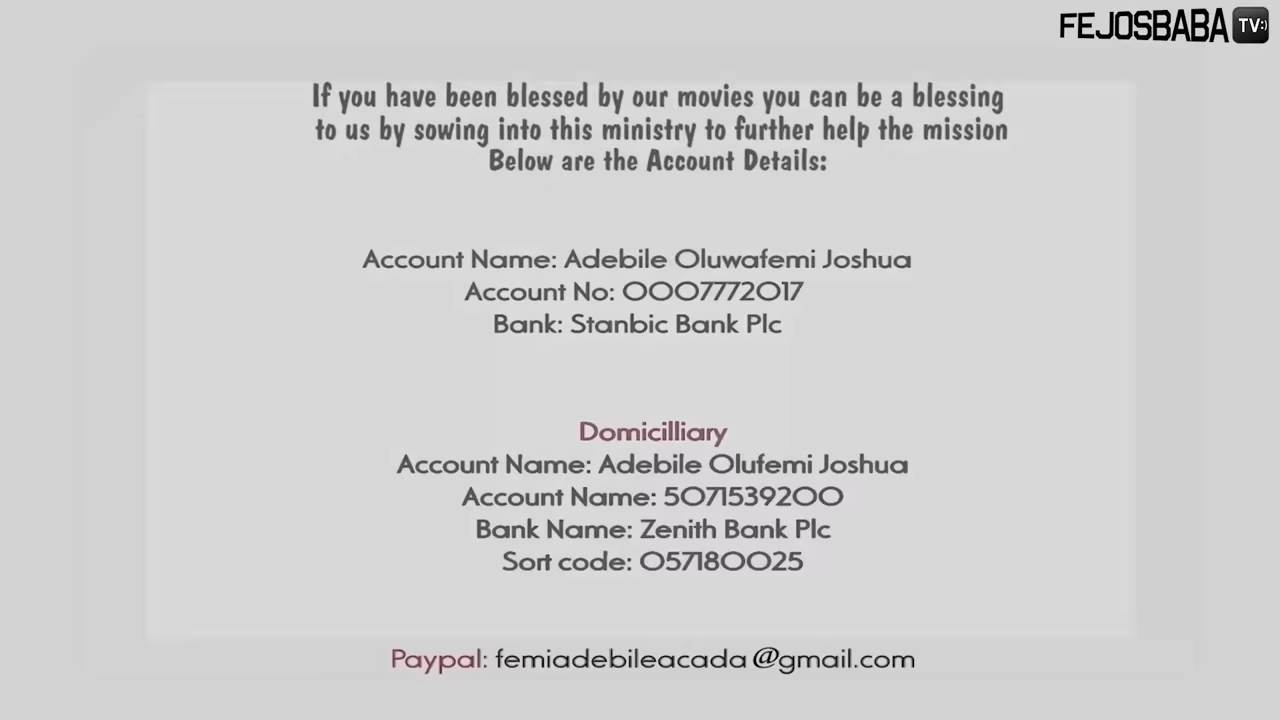 FEJOSBABA TV:)
If you have been blessed by our movies you can be a blessing
to us by sowing into this ministry to further help the mission
Below are the Account Details:
Account Name: Adebile Oluwafemi Joshua
Account No: 0007772017
Bank: Stanbic Bank Plc
Domicilliary
Account Name: Adebile Olufemi Joshua
Account Name: 5071539200
Bank Name: Zenith Bank Plc
Sort code: 057180025
Paypal: femiadebileacada@gmail.com